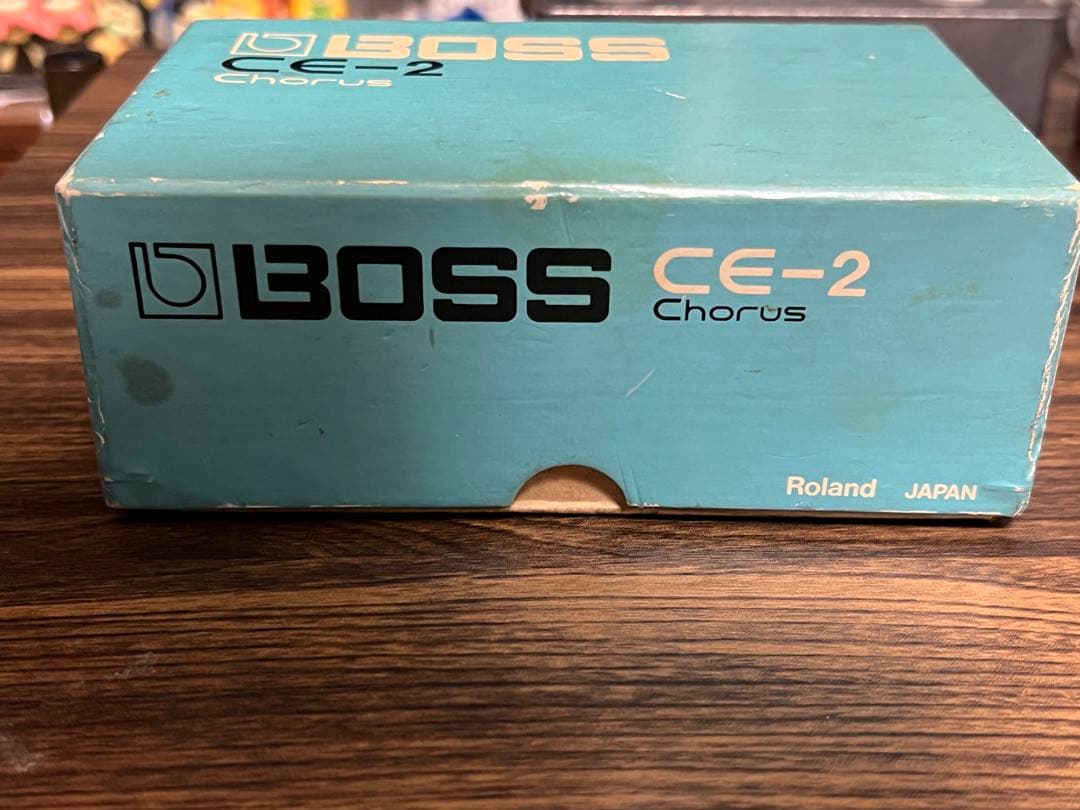 BOSS
CE-2
Chorus
BOSS CE-2
Chorus
Roland JAPAN